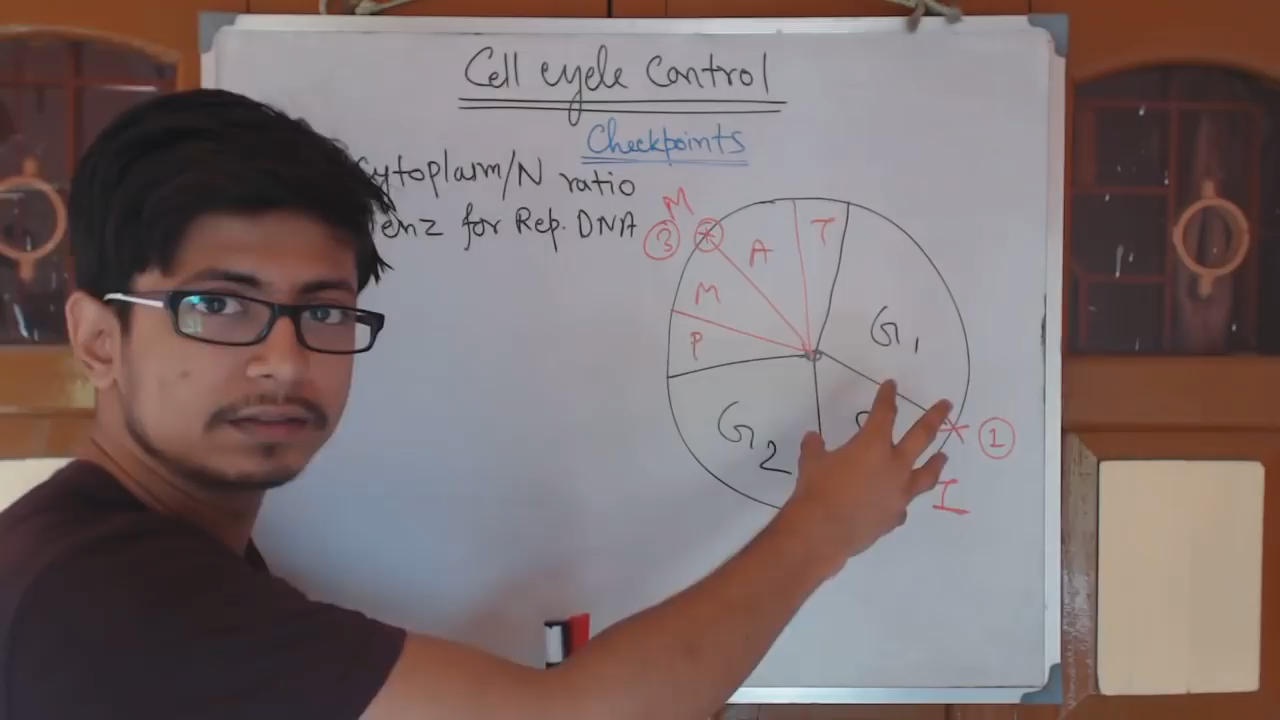 Cell cycle Control
Checkpoints
Cytoplasm/N ratio
Enz for Rep. DNA
M
3
A
T
M
P
G1
G2
1
I